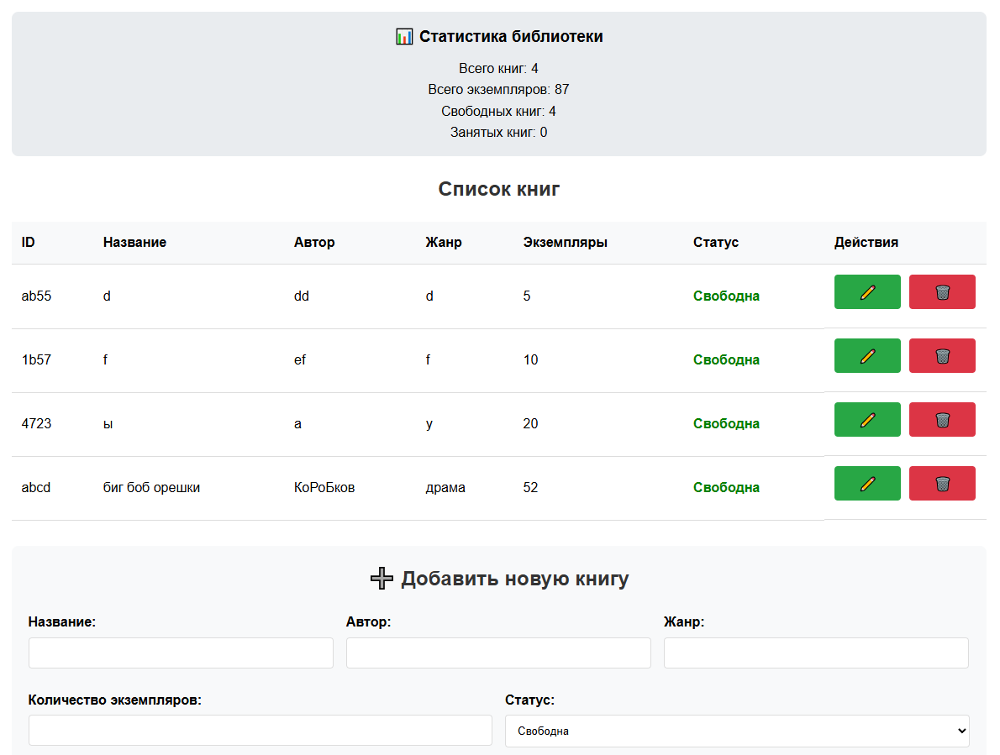 Статистика библиотеки
Всего книг: 4
Всего экземпляров: 87
Свободных книг: 4
Занятых книг: 0
Список книг
ID Название Автор Жанр Экземпляры Статус Действия
ab55 d dd d 5 Свободна
1b57 f ef f 10 Свободна
4723 ы а у 20 Свободна
abcd биг боб орешки КоРоБков драма 52 Свободна
Добавить новую книгу
Название: Автор: Жанр:
Количество экземпляров: Статус:
Свободна